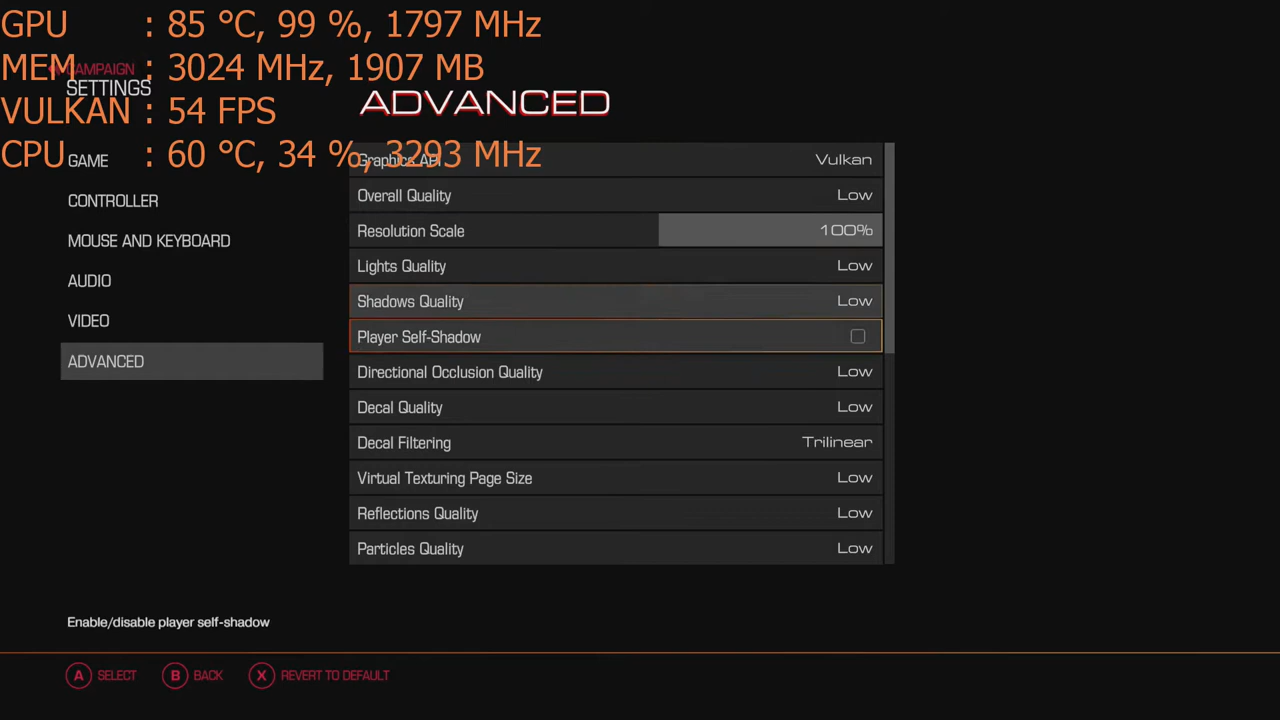 GPU : 85 °C, 99 %, 1797 MHz
CAMPAIGN
MEM : 3024 MHz, 1907 MB
SETTINGS
ADVANCED
VULKAN : 54 FPS
CPU : 60 °C, 34 %, 3293 MHz
GAME
Graphics API Vulkan
Overall Quality Low
CONTROLLER
Resolution Scale 100%
MOUSE AND KEYBOARD
Lights Quality Low
AUDIO
Shadows Quality Low
VIDEO
Player Self-Shadow
ADVANCED
Directional Occlusion Quality Low
Decal Quality Low
Decal Filtering Trilinear
Virtual Texturing Page Size Low
Reflections Quality Low
Particles Quality Low
Enable/disable player self-shadow
A SELECT B BACK X REVERT TO DEFAULT